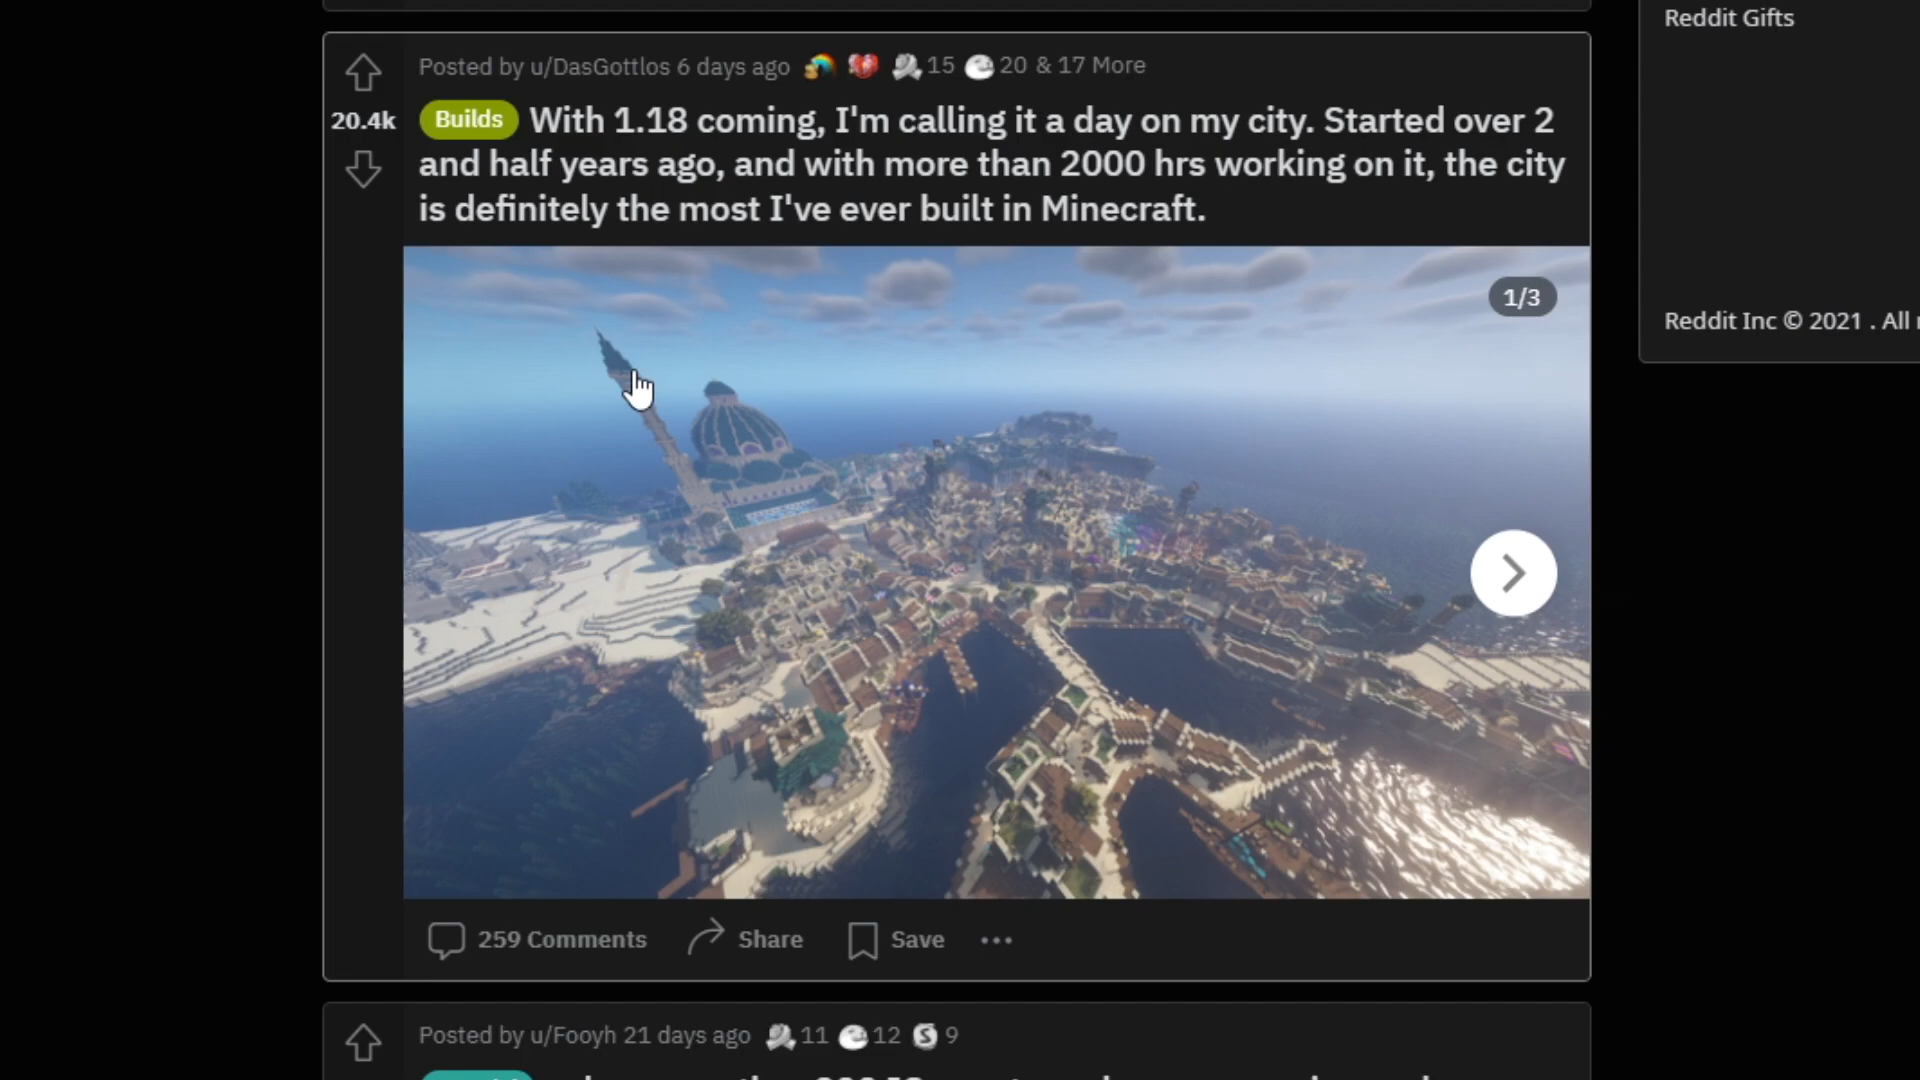 Reddit Gifts
Posted by u/DasGottlos 6 days ago 15 20 & 17 More
20.4k
Builds With 1.18 coming, I'm calling it a day on my city. Started over 2
and half years ago, and with more than 2000 hrs working on it, the city
is definitely the most I've ever built in Minecraft.
1/3
Reddit Inc © 2021 . All
259 Comments Share Save
Posted by u/Fooyh 21 days ago 11 12 S 9